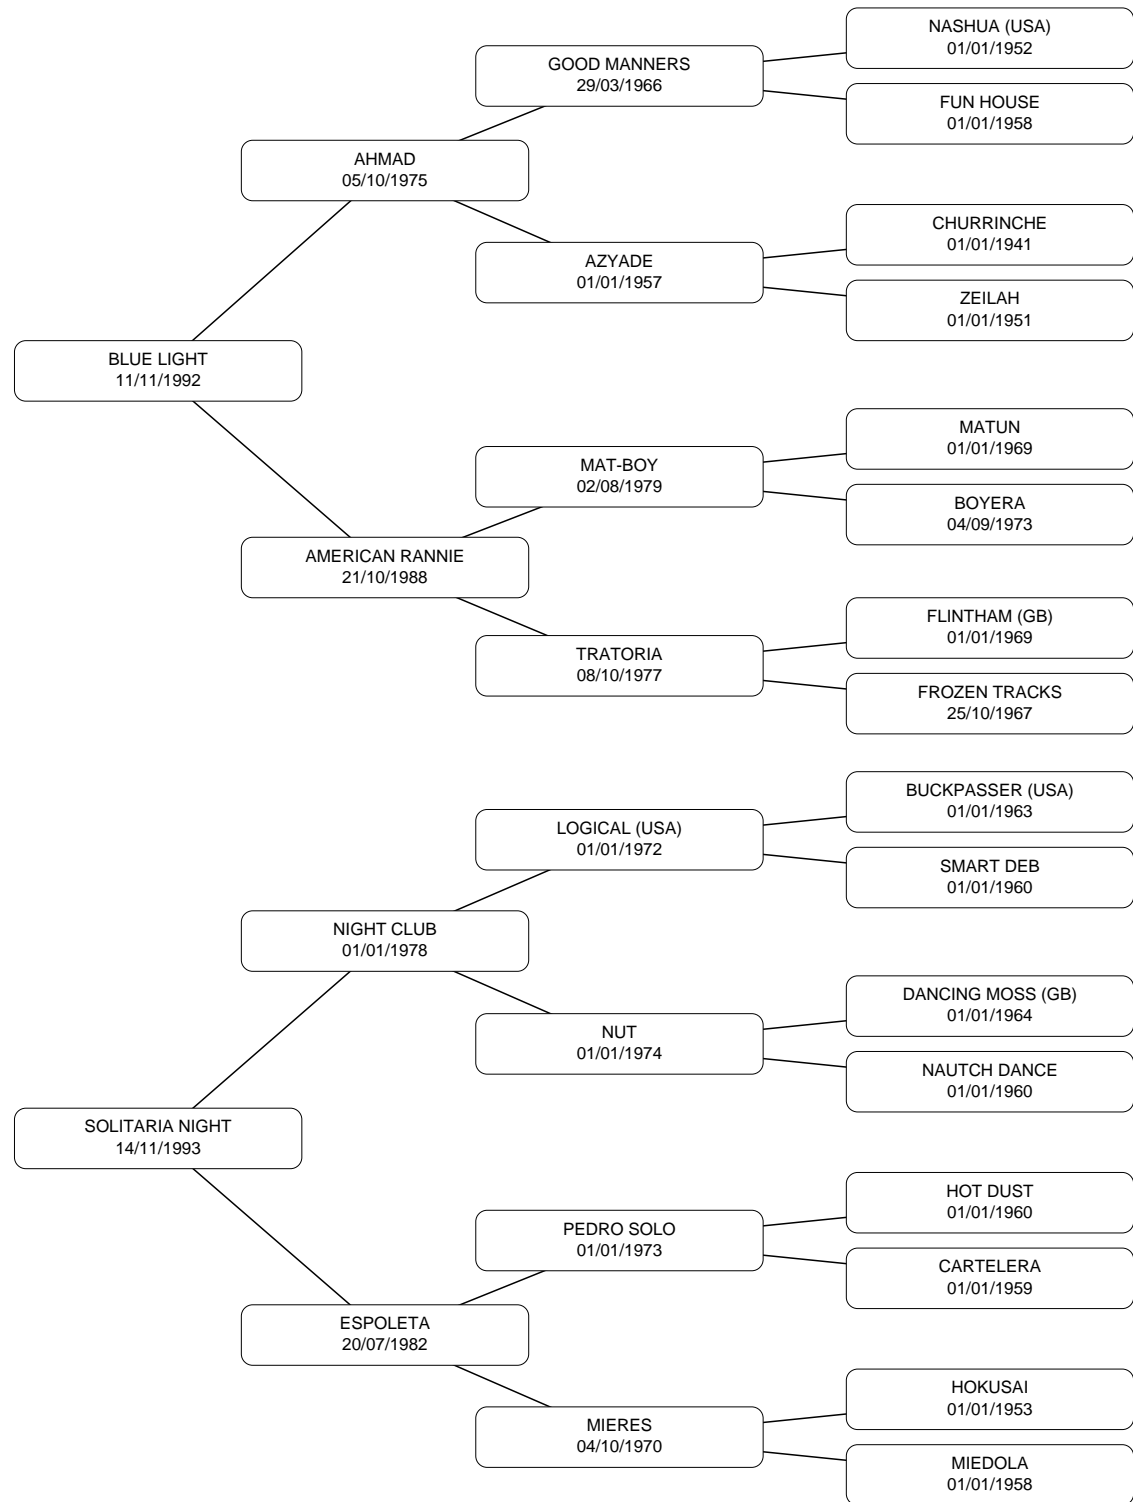 NASHUA (USA)
01/01/1952
GOOD MANNERS
29/03/1966
FUN HOUSE
01/01/1958
AHMAD
05/10/1975
CHURRINCHE
01/01/1941
AZYADE
01/01/1957
ZEILAH
01/01/1951
BLUE LIGHT
11/11/1992
MATUN
01/01/1969
MAT-BOY
02/08/1979
BOYERA
04/09/1973
AMERICAN RANNIE
21/10/1988
FLINTHAM (GB)
01/01/1969
TRATORIA
08/10/1977
FROZEN TRACKS
25/10/1967
BUCKPASSER (USA)
01/01/1963
LOGICAL (USA)
01/01/1972
SMART DEB
01/01/1960
NIGHT CLUB
01/01/1978
DANCING MOSS (GB)
01/01/1964
NUT
01/01/1974
NAUTCH DANCE
01/01/1960
SOLITARIA NIGHT
14/11/1993
HOT DUST
01/01/1960
PEDRO SOLO
01/01/1973
CARTELERA
01/01/1959
ESPOLETA
20/07/1982
HOKUSAI
01/01/1953
MIERES
04/10/1970
MIEDOLA
01/01/1958